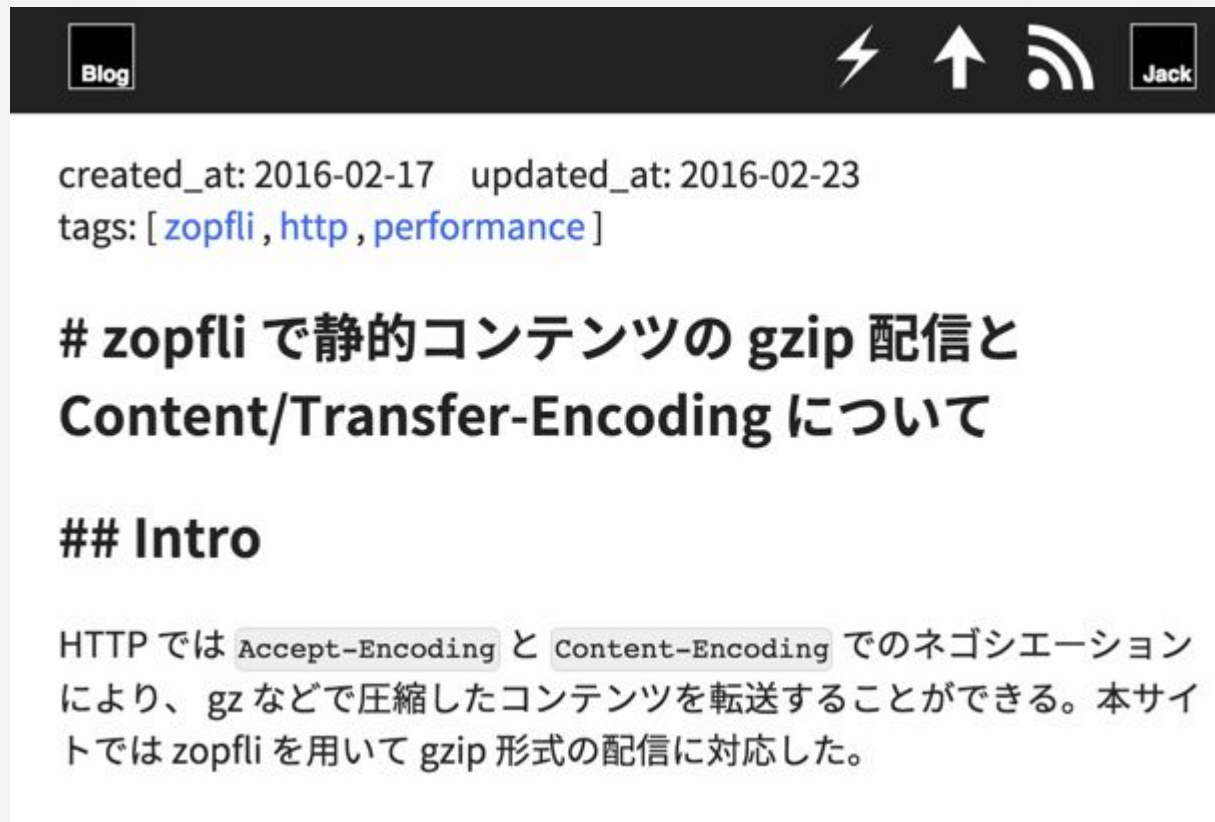 Blog
Jack
created_at: 2016-02-17 updated_at: 2016-02-23
tags: [ zopfli , http , performance ]
# zopfli で静的コンテンツの gzip 配信と
Content/Transfer-Encoding について
## Intro
HTTP では Accept-Encoding と Content-Encoding でのネゴシエーション
により、 gz などで圧縮したコンテンツを転送することができる。本サイ
トでは zopfli を用いて gzip 形式の配信に対応した。